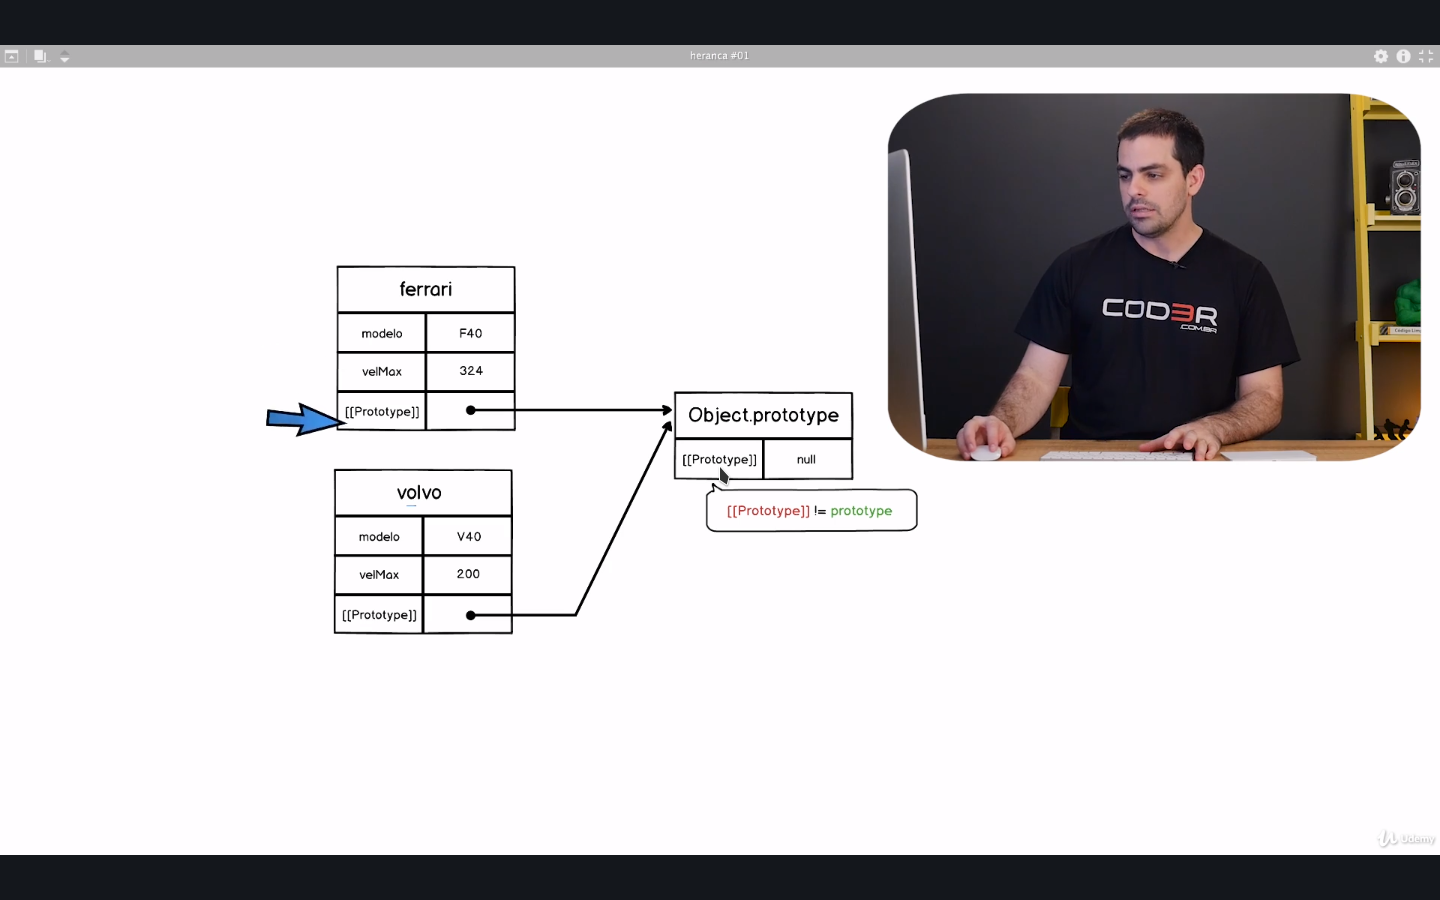 heranca #01
COD3R
.COM.BR
ferrari
modelo F40
velMax 324
[[Prototype]]
Object.prototype
[[Prototype]] null
[[Prototype]] != prototype
volvo
modelo V40
velMax 200
[[Prototype]]
Udemy